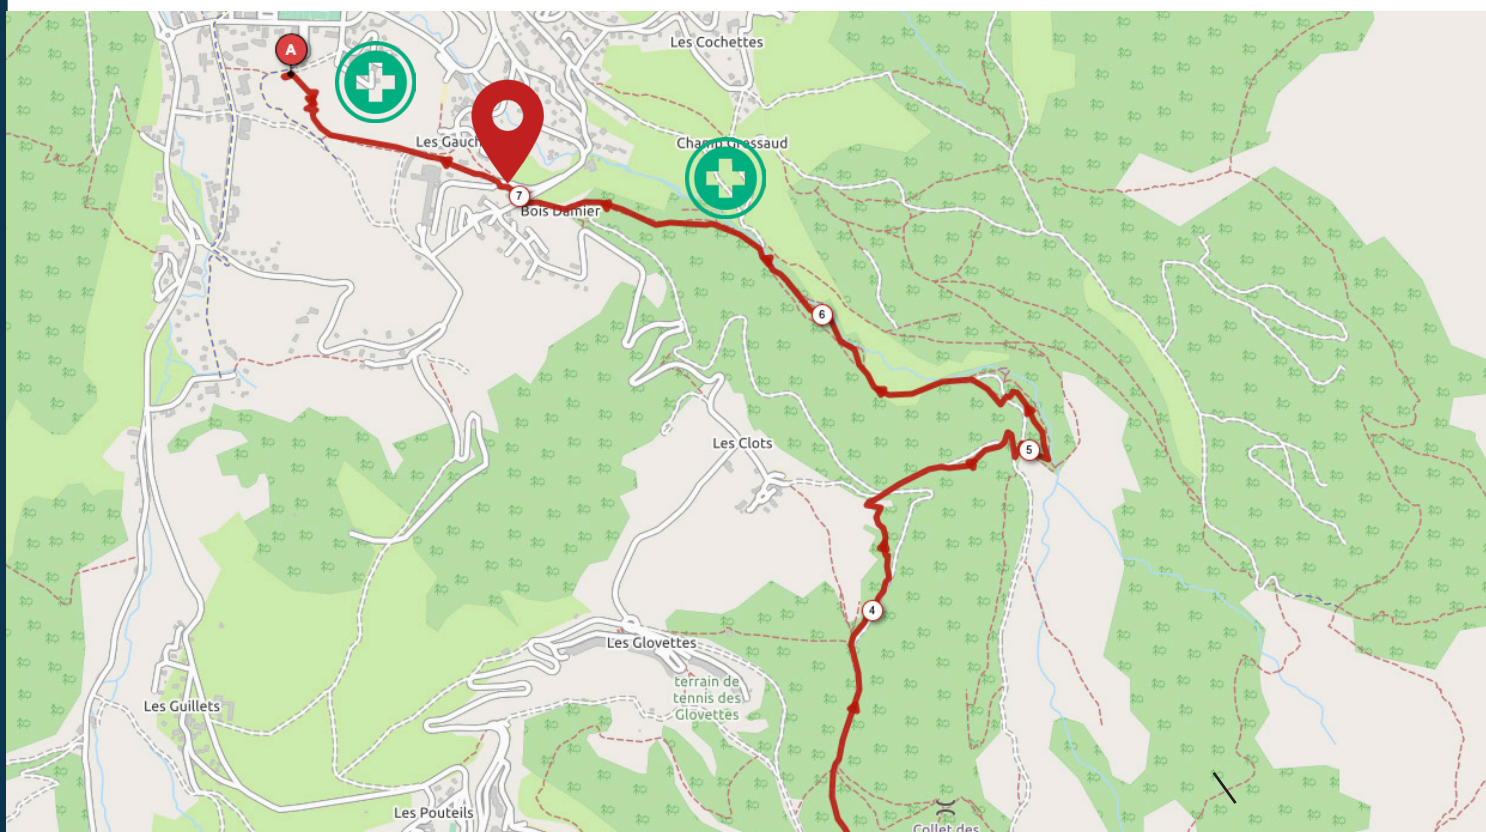 Les Cochettes
A
Les Gauch
Champ Grossaud
7
Bois Damier
6
Les Clots
5
4
Les Glovettes
terrain de
tennis des
Glovettes
Les Guillets
Les Pouteils
Collet des